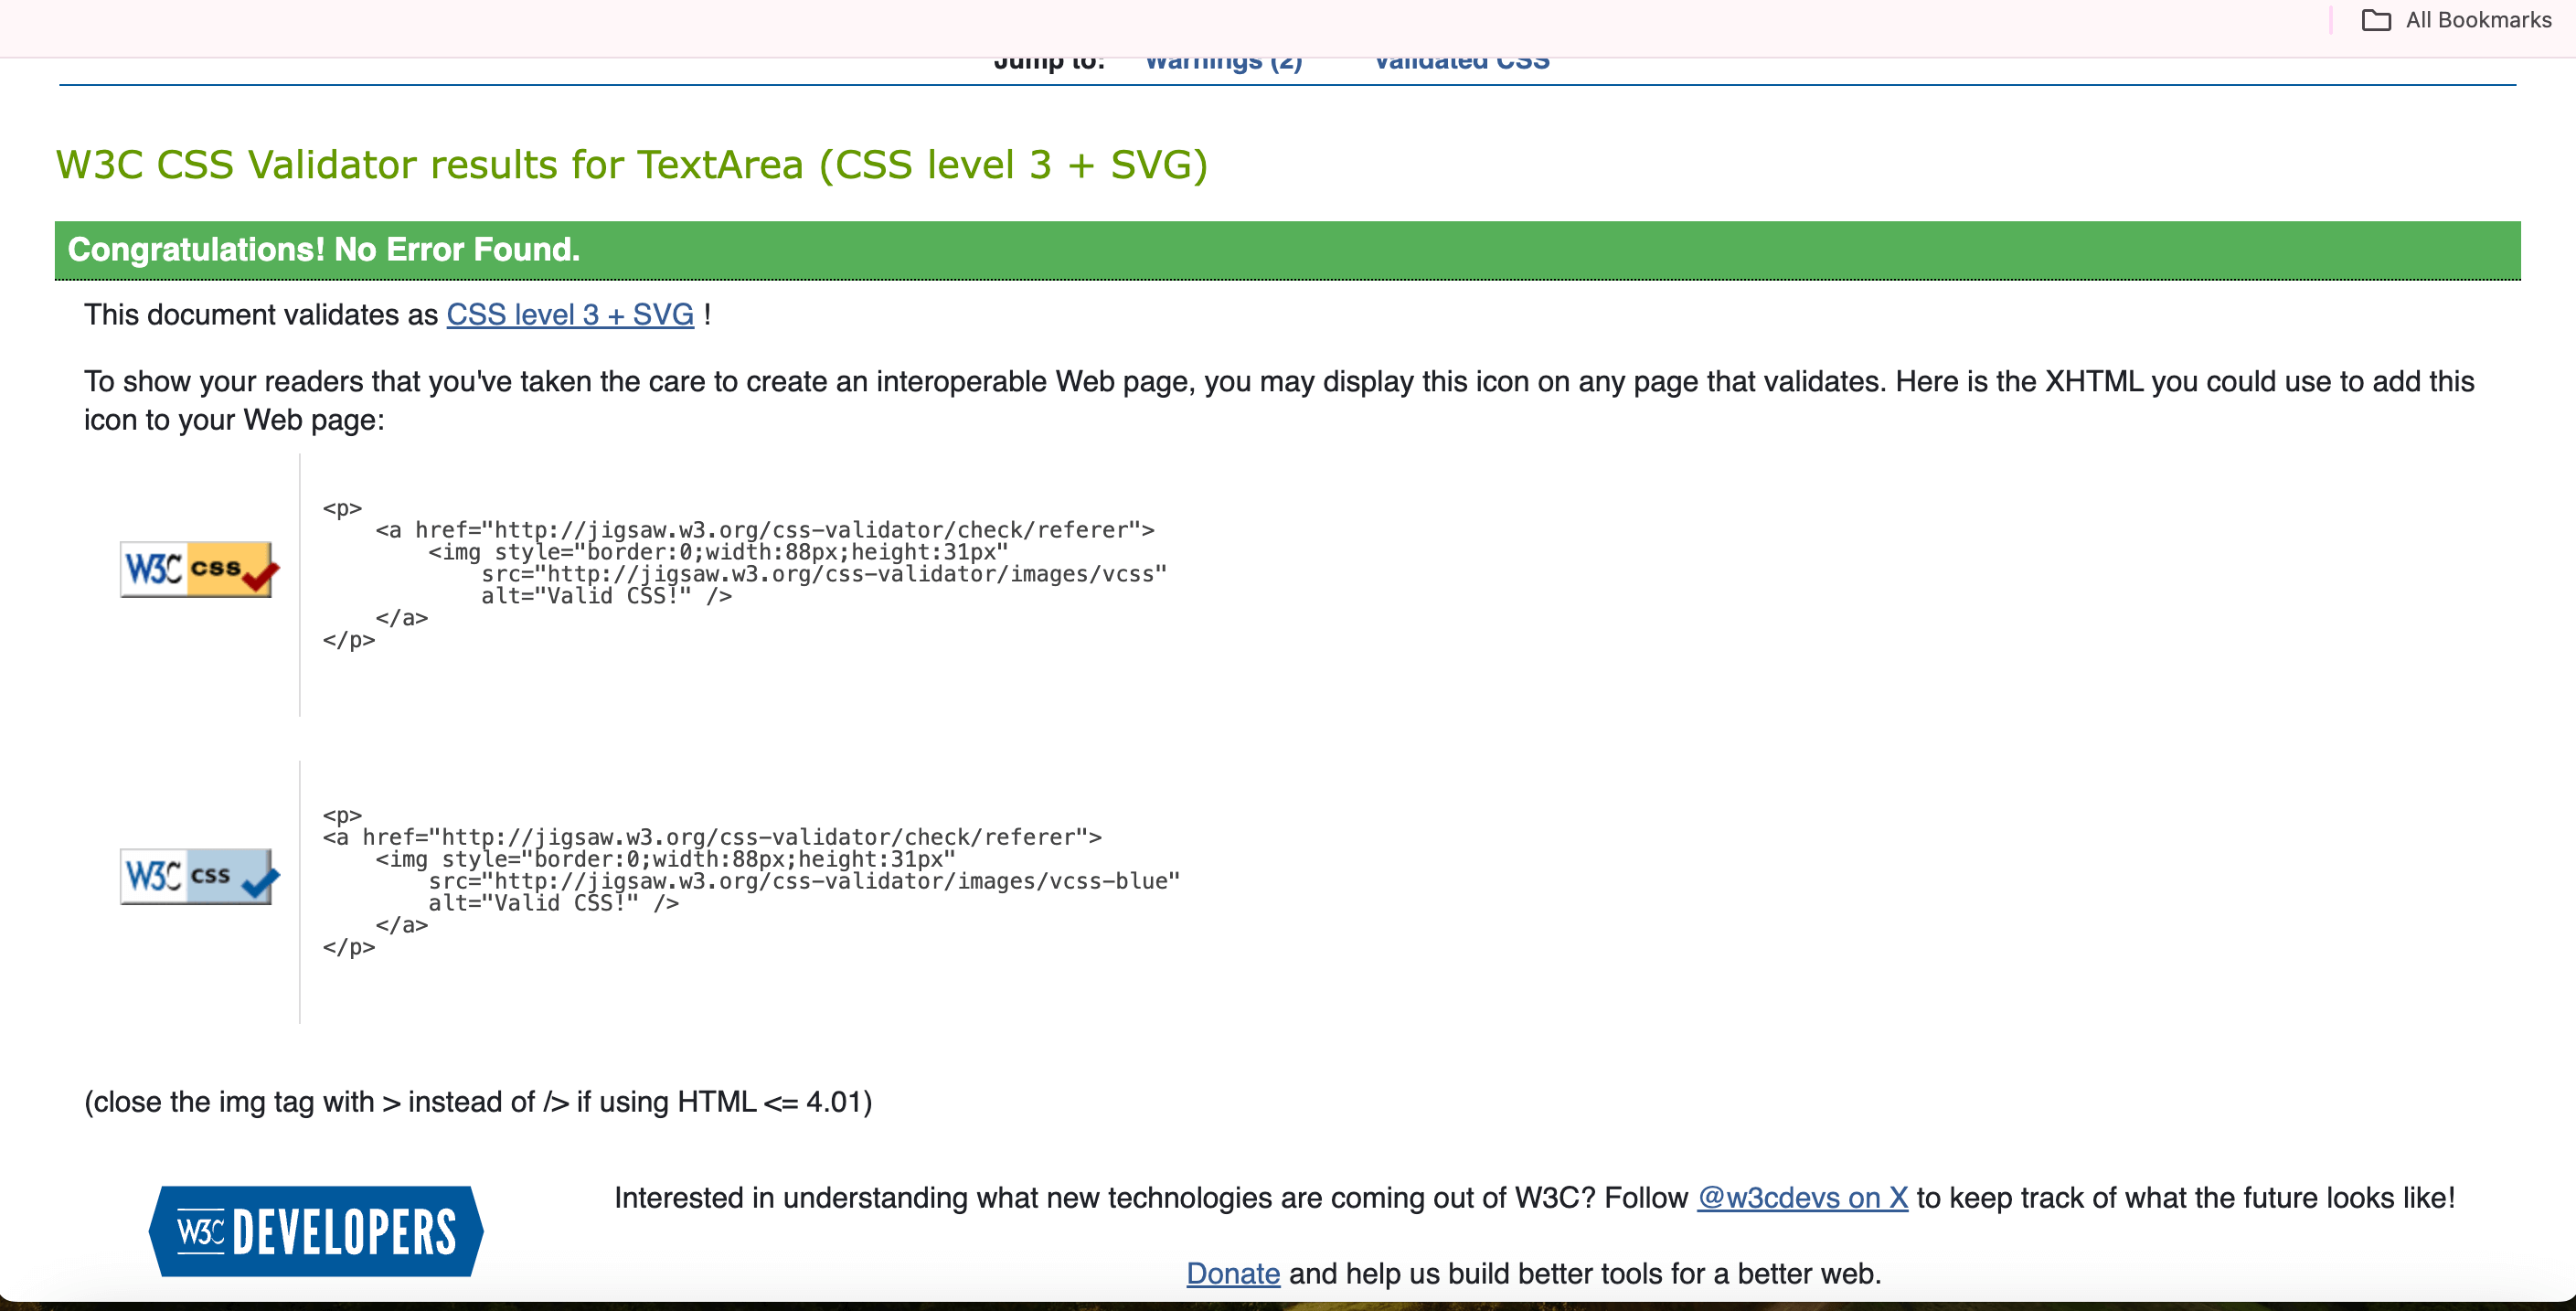 All Bookmarks
Jump to: Warnings (2) Validated CSS
W3C CSS Validator results for TextArea (CSS level 3 + SVG)
Congratulations! No Error Found.
This document validates as CSS level 3 + SVG !
To show your readers that you've taken the care to create an interoperable Web page, you may display this icon on any page that validates. Here is the XHTML you could use to add this
icon to your Web page:
W3C css
<p>
    <a href="http://jigsaw.w3.org/css-validator/check/referer">
        <img style="border:0;width:88px;height:31px"
            src="http://jigsaw.w3.org/css-validator/images/vcss"
            alt="Valid CSS!" />
    </a>
</p>
W3C css
<p>
<a href="http://jigsaw.w3.org/css-validator/check/referer">
    <img style="border:0;width:88px;height:31px"
        src="http://jigsaw.w3.org/css-validator/images/vcss-blue"
        alt="Valid CSS!" />
    </a>
</p>
(close the img tag with > instead of /> if using HTML <= 4.01)
W3C DEVELOPERS
Interested in understanding what new technologies are coming out of W3C? Follow @w3cdevs on X to keep track of what the future looks like!
Donate and help us build better tools for a better web.